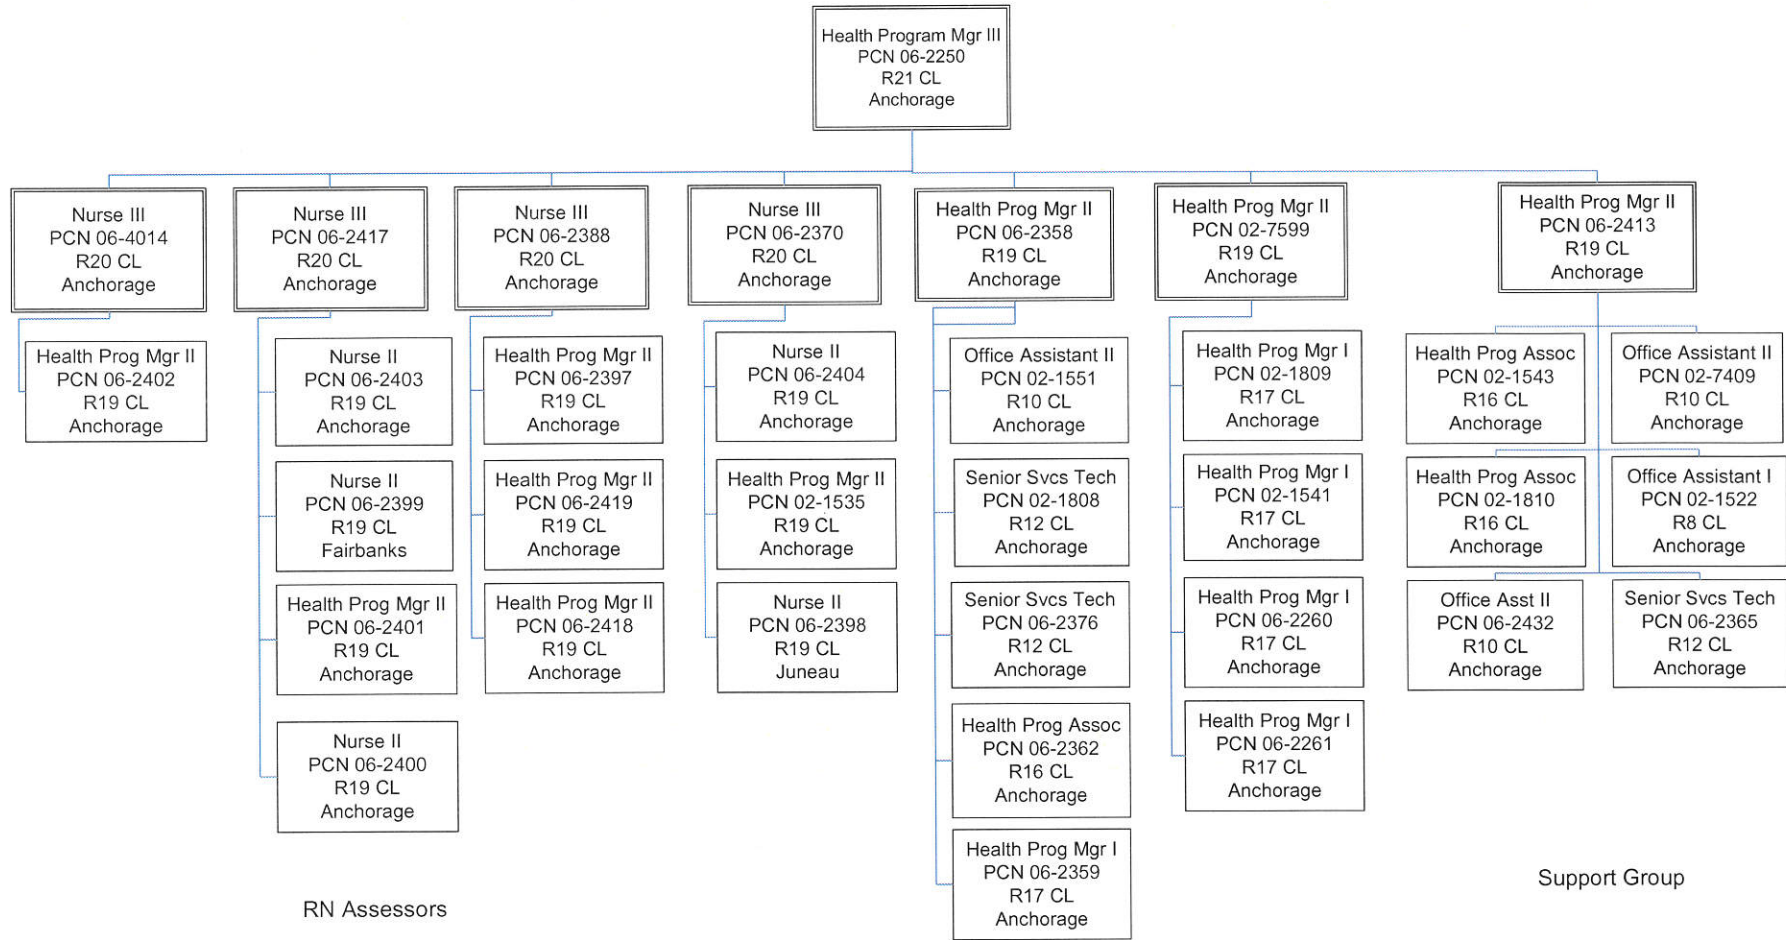 Health Program Mgr III
PCN 06-2250
R21 CL
Anchorage
Nurse III
PCN 06-4014
R20 CL
Anchorage
Nurse III
PCN 06-2417
R20 CL
Anchorage
Nurse III
PCN 06-2388
R20 CL
Anchorage
Nurse III
PCN 06-2370
R20 CL
Anchorage
Health Prog Mgr II
PCN 06-2358
R19 CL
Anchorage
Health Prog Mgr II
PCN 02-7599
R19 CL
Anchorage
Health Prog Mgr II
PCN 06-2413
R19 CL
Anchorage
Health Prog Mgr II
PCN 06-2402
R19 CL
Anchorage
Nurse II
PCN 06-2403
R19 CL
Anchorage
Nurse II
PCN 06-2399
R19 CL
Fairbanks
Health Prog Mgr II
PCN 06-2401
R19 CL
Anchorage
Nurse II
PCN 06-2400
R19 CL
Anchorage
Health Prog Mgr II
PCN 06-2397
R19 CL
Anchorage
Health Prog Mgr II
PCN 06-2419
R19 CL
Anchorage
Health Prog Mgr II
PCN 06-2418
R19 CL
Anchorage
Nurse II
PCN 06-2404
R19 CL
Anchorage
Health Prog Mgr II
PCN 02-1535
R19 CL
Anchorage
Nurse II
PCN 06-2398
R19 CL
Juneau
Office Assistant II
PCN 02-1551
R10 CL
Anchorage
Senior Svcs Tech
PCN 02-1808
R12 CL
Anchorage
Senior Svcs Tech
PCN 06-2376
R12 CL
Anchorage
Health Prog Assoc
PCN 06-2362
R16 CL
Anchorage
Health Prog Mgr I
PCN 06-2359
R17 CL
Anchorage
Health Prog Mgr I
PCN 02-1809
R17 CL
Anchorage
Health Prog Mgr I
PCN 02-1541
R17 CL
Anchorage
Health Prog Mgr I
PCN 06-2260
R17 CL
Anchorage
Health Prog Mgr I
PCN 06-2261
R17 CL
Anchorage
Health Prog Assoc
PCN 02-1543
R16 CL
Anchorage
Office Assistant II
PCN 02-7409
R10 CL
Anchorage
Health Prog Assoc
PCN 02-1810
R16 CL
Anchorage
Office Assistant I
PCN 02-1522
R8 CL
Anchorage
Office Asst II
PCN 06-2432
R10 CL
Anchorage
Senior Svcs Tech
PCN 06-2365
R12 CL
Anchorage
RN Assessors
Support Group